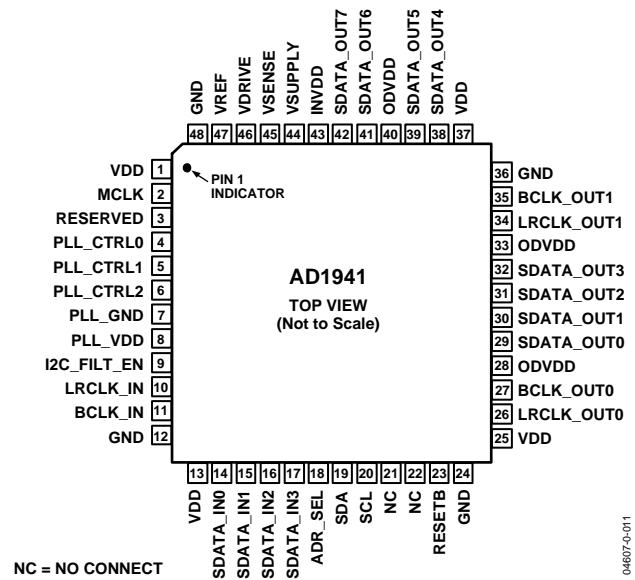 GND
VREF
VDRIVE
VSENSE
VSUPPLY
INVDD
SDATA_OUT7
SDATA_OUT6
ODVDD
SDATA_OUT5
SDATA_OUT4
VDD
48 47 46 45 44 43 42 41 40 39 38 37
VDD 1
MCLK 2
RESERVED 3
PLL_CTRL0 4
PLL_CTRL1 5
PLL_CTRL2 6
PLL_GND 7
PLL_VDD 8
I2C_FILT_EN 9
LRCLK_IN 10
BCLK_IN 11
GND 12
PIN 1
INDICATOR
AD1941
TOP VIEW
(Not to Scale)
36 GND
35 BCLK_OUT1
34 LRCLK_OUT1
33 ODVDD
32 SDATA_OUT3
31 SDATA_OUT2
30 SDATA_OUT1
29 SDATA_OUT0
28 ODVDD
27 BCLK_OUT0
26 LRCLK_OUT0
25 VDD
13 14 15 16 17 18 19 20 21 22 23 24
VDD
SDATA_IN0
SDATA_IN1
SDATA_IN2
SDATA_IN3
ADR_SEL
SDA
SCL
NC
NC
RESETB
GND
NC = NO CONNECT
04607-0-011